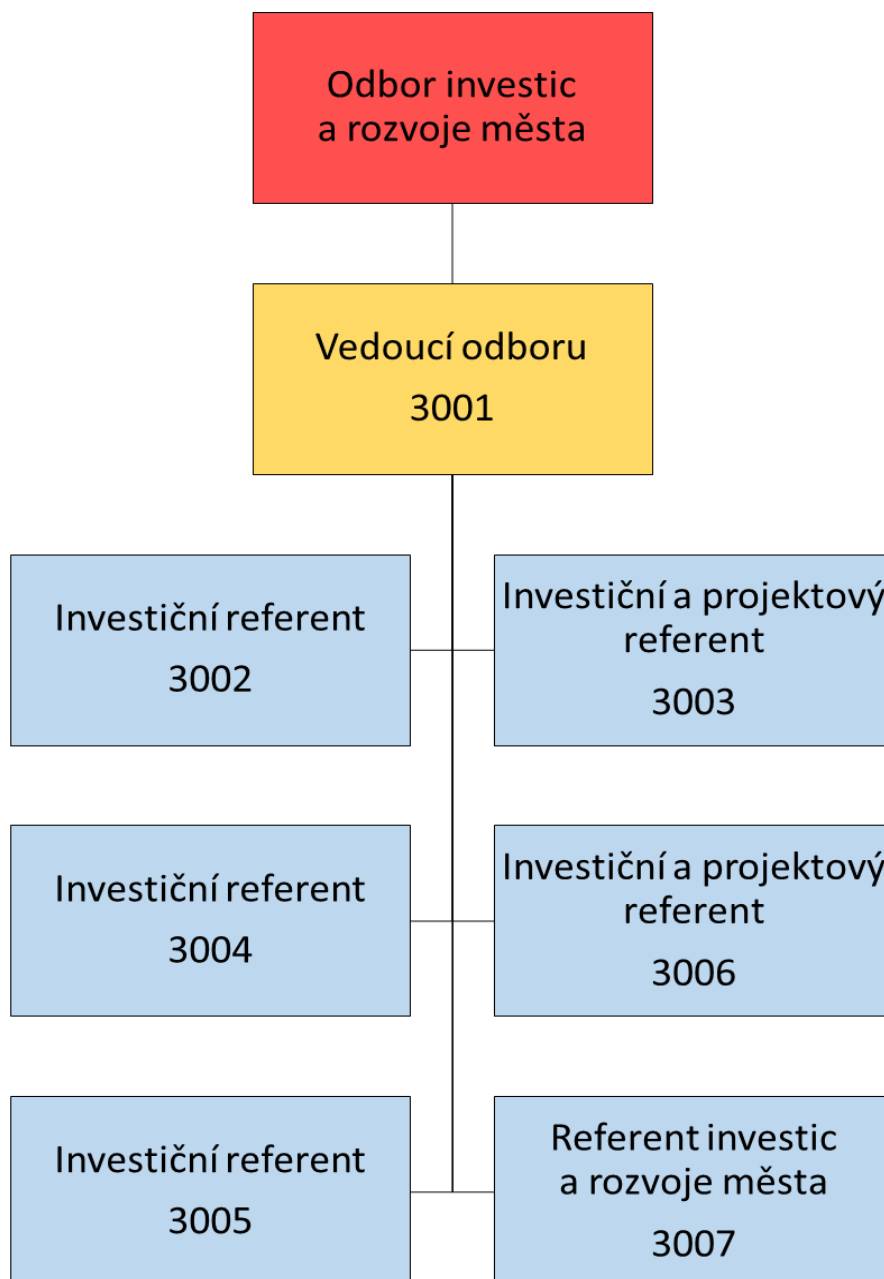 Odbor investic
a rozvoje města
Vedoucí odboru
3001
Investiční referent
3002
Investiční a projektový
referent
3003
Investiční referent
3004
Investiční a projektový
referent
3006
Investiční referent
3005
Referent investic
a rozvoje města
3007